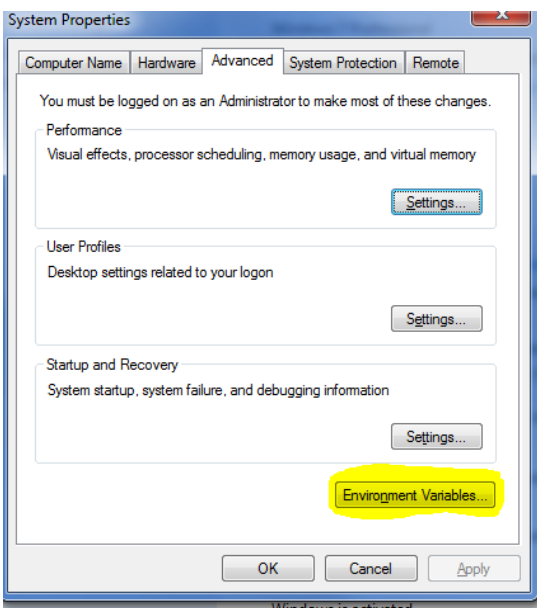 System Properties
Computer Name Hardware Advanced System Protection Remote
You must be logged on as an Administrator to make most of these changes.
Performance
Visual effects, processor scheduling, memory usage, and virtual memory
Settings...
User Profiles
Desktop settings related to your logon
Settings...
Startup and Recovery
System startup, system failure, and debugging information
Settings...
Environment Variables...
OK Cancel Apply
Windows is activated